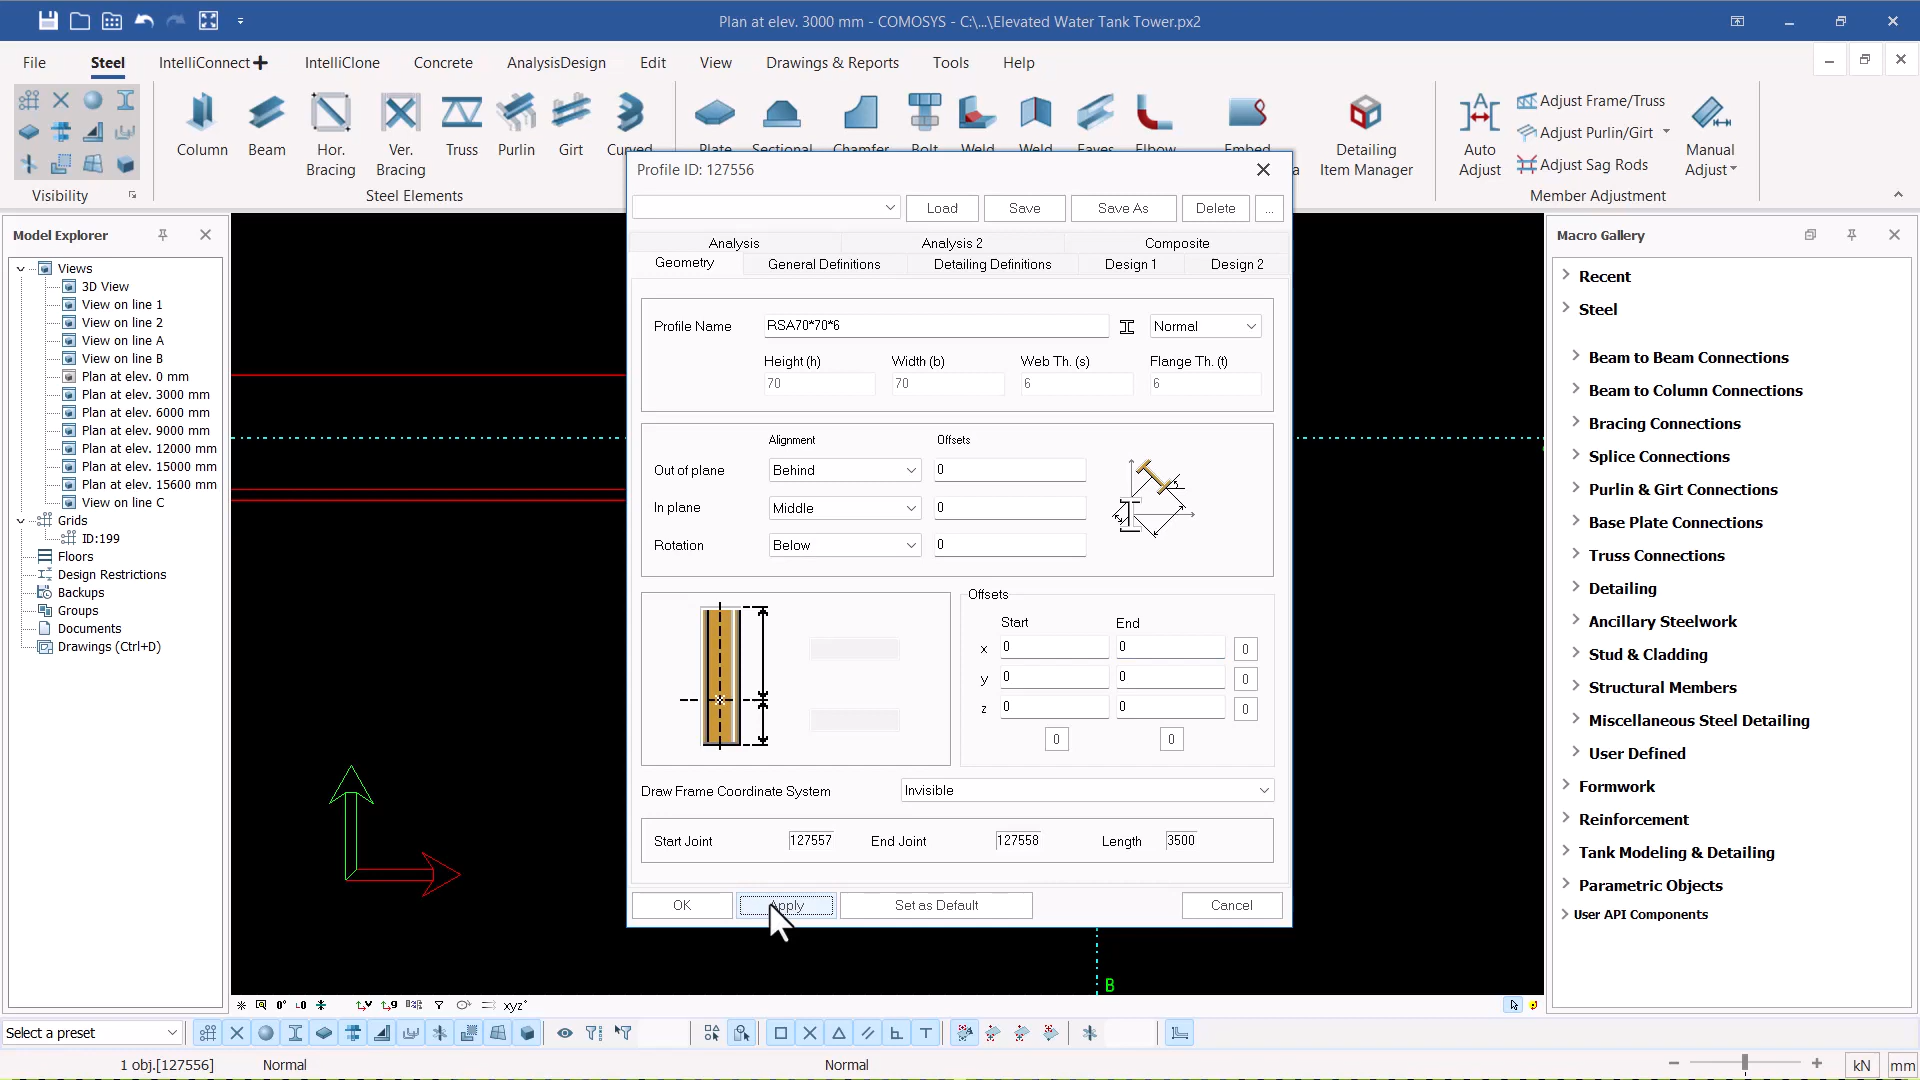 Plan at elev. 3000 mm - COMOSYS - C:\...\Elevated Water Tank Tower.px2
File
Steel
IntelliConnect
IntelliClone
Concrete
AnalysisDesign
Edit
View
Drawings & Reports
Tools
Help
Column
Beam
Hor.
Bracing
Ver.
Bracing
Truss
Purlin
Girt
Curved
Plate
Sectional
Chamfer
Bolt
Weld
Weld
Eaves
Elbow
Embed
Detailing
Item Manager
Auto
Adjust
Adjust Frame/Truss
Adjust Purlin/Girt
Adjust Sag Rods
Manual
Adjust
Visibility
Steel Elements
Member Adjustment
Model Explorer
Views
3D View
View on line 1
View on line 2
View on line A
View on line B
Plan at elev. 0 mm
Plan at elev. 3000 mm
Plan at elev. 6000 mm
Plan at elev. 9000 mm
Plan at elev. 12000 mm
Plan at elev. 15000 mm
Plan at elev. 15600 mm
View on line C
Grids
ID:199
Floors
Design Restrictions
Backups
Groups
Documents
Drawings (Ctrl+D)
Profile ID: 127556
Load
Save
Save As
Delete
...
Analysis
Analysis 2
Composite
Geometry
General Definitions
Detailing Definitions
Design 1
Design 2
Profile Name
RSA70*70*6
Normal
Height (h)
Width (b)
Web Th. (s)
Flange Th. (t)
70
70
6
6
Alignment
Offsets
Out of plane
Behind
0
In plane
Middle
0
Rotation
Below
0
Offsets
Start
End
x
0
0
0
y
0
0
0
z
0
0
0
0
0
Draw Frame Coordinate System
Invisible
Start Joint
127557
End Joint
127558
Length
3500
OK
Apply
Set as Default
Cancel
B
Macro Gallery
Recent
Steel
Beam to Beam Connections
Beam to Column Connections
Bracing Connections
Splice Connections
Purlin & Girt Connections
Base Plate Connections
Truss Connections
Detailing
Ancillary Steelwork
Stud & Cladding
Structural Members
Miscellaneous Steel Detailing
User Defined
Formwork
Reinforcement
Tank Modeling & Detailing
Parametric Objects
User API Components
xyz
Select a preset
1 obj.[127556]
Normal
Normal
kN
mm